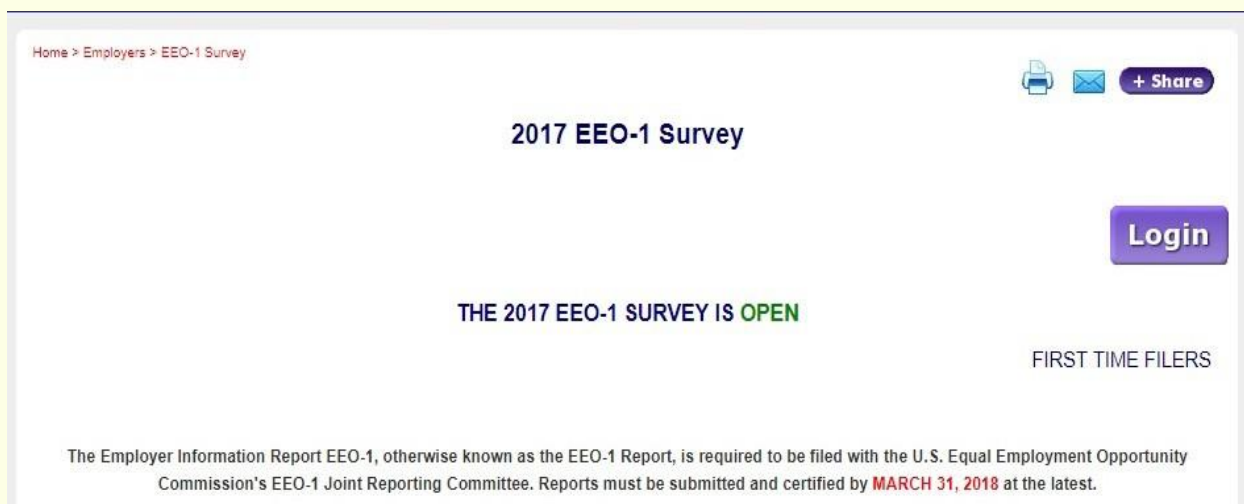 Home > Employers > EEO-1 Survey
+ Share
2017 EEO-1 Survey
Login
THE 2017 EEO-1 SURVEY IS OPEN
FIRST TIME FILERS
The Employer Information Report EEO-1, otherwise known as the EEO-1 Report, is required to be filed with the U.S. Equal Employment Opportunity
Commission's EEO-1 Joint Reporting Committee. Reports must be submitted and certified by MARCH 31, 2018 at the latest.